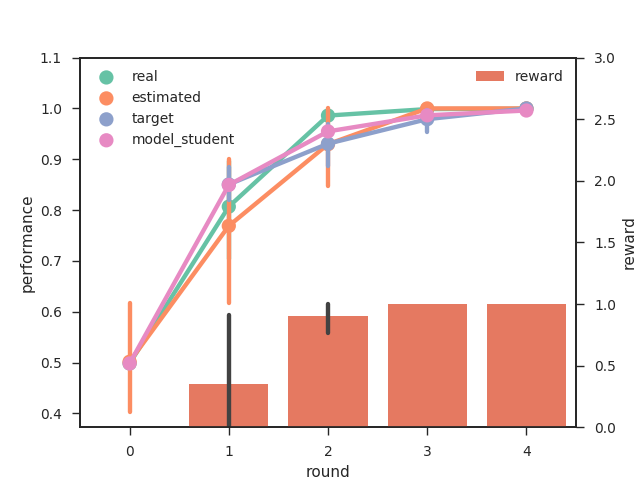 1.1
1.0
0.9
0.8
0.7
0.6
0.5
0.4
performance
real
estimated
target
model_student
reward
3.0
2.5
2.0
1.5
1.0
0.5
0.0
reward
0 1 2 3 4
round